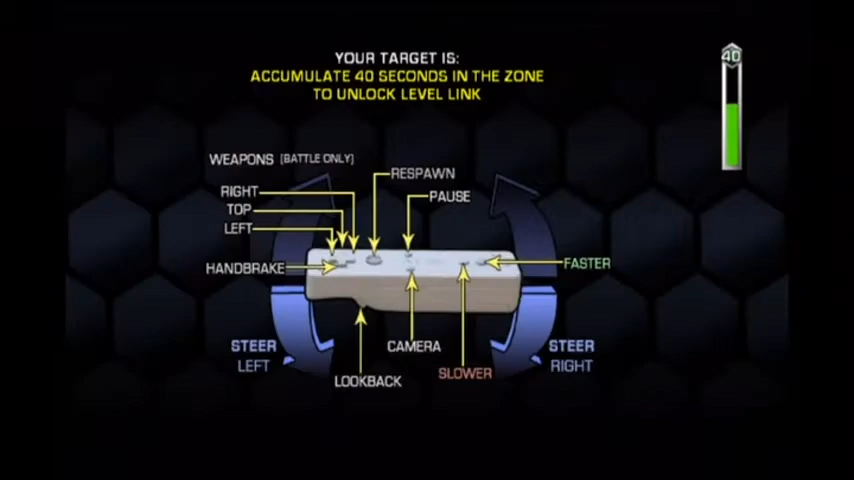 YOUR TARGET IS:
ACCUMULATE 40 SECONDS IN THE ZONE
TO UNLOCK LEVEL LINK
40
WEAPONS (BATTLE ONLY)
RESPAWN
RIGHT
PAUSE
TOP
LEFT
HANDBRAKE
FASTER
STEER
LEFT
CAMERA
STEER
RIGHT
SLOWER
LOOKBACK